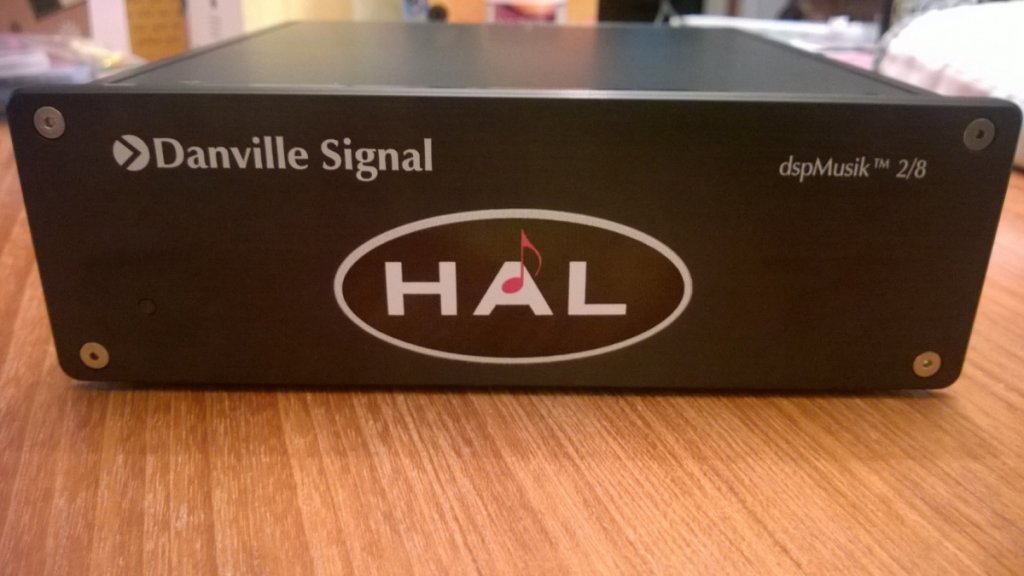 Danville Signal
dspMusik™ 2/8
HAL